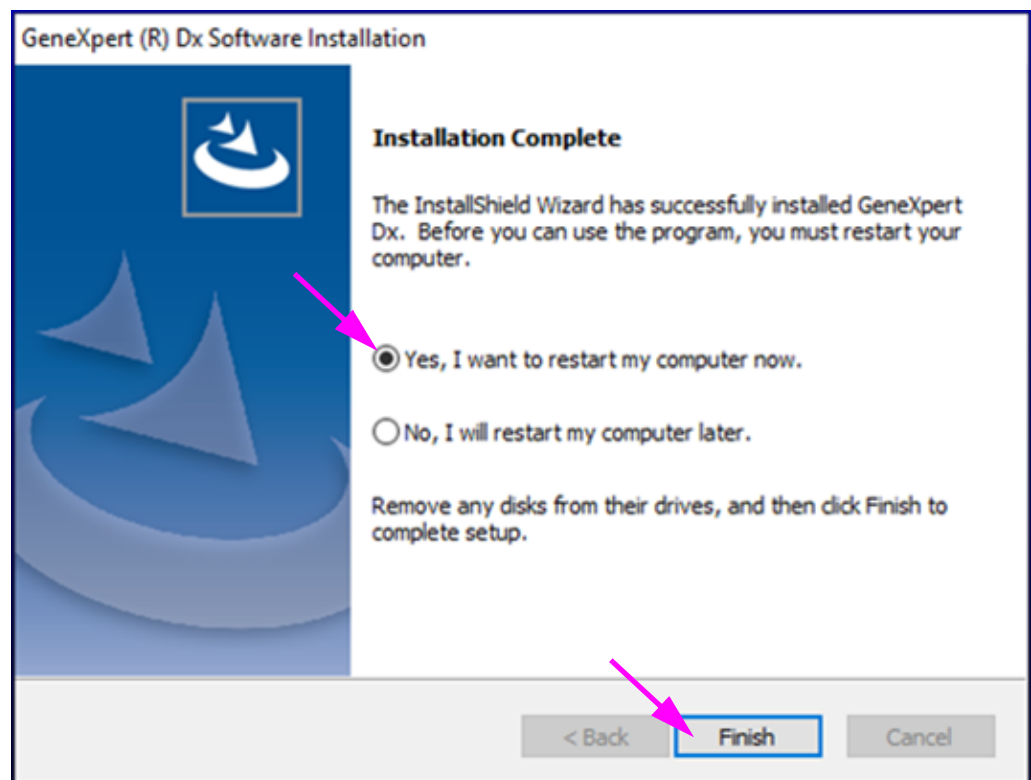 GeneXpert (R) Dx Software Installation
Installation Complete
The InstallShield Wizard has successfully installed GeneXpert
Dx.  Before you can use the program, you must restart your
computer.
Yes, I want to restart my computer now.
No, I will restart my computer later.
Remove any disks from their drives, and then click Finish to
complete setup.
< Back
Finish
Cancel